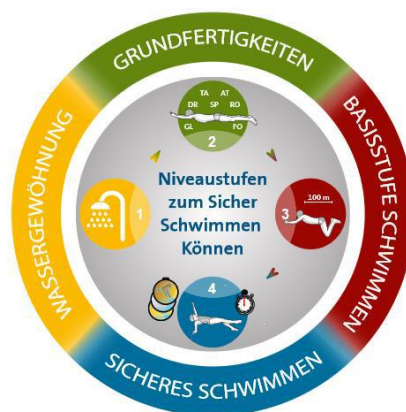 GRUNDFERTIGKEITEN
TA AT
DR SP RO
GL FO
2
WASSERGEWÖHNUNG
1
Niveaustufen
zum Sicher
Schwimmen
Können
100 m
3
BASISSTUFE SCHWIMMEN
4
SICHERES SCHWIMMEN